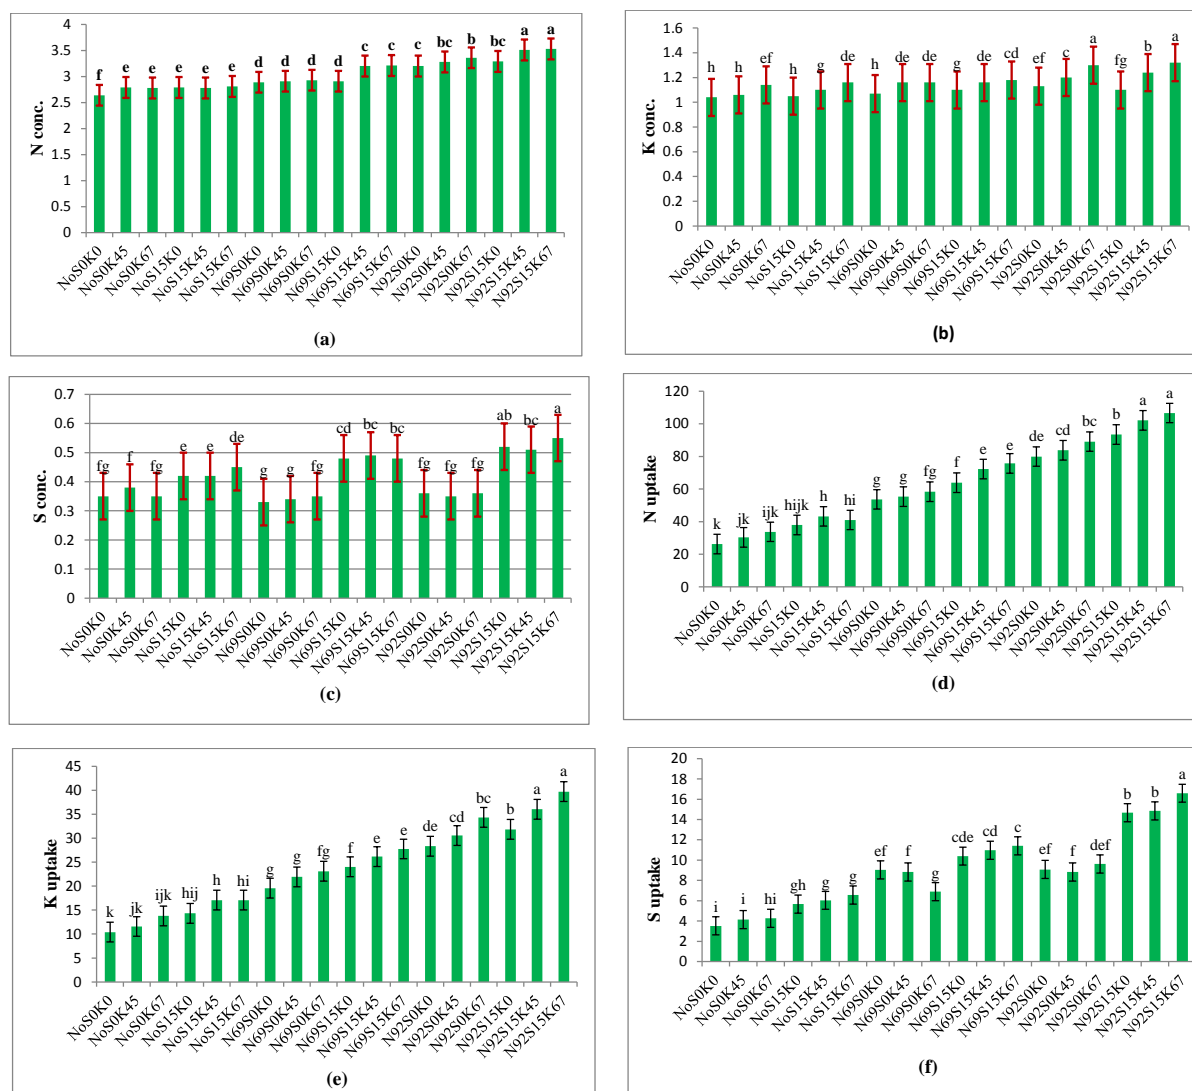 4
3.5
3
2.5
2
1.5
1
0.5
0
N conc.
f e e e e e d d d d c c c bc b bc a a
NoS0K0 NoS0K45 NoS0K67 NoS15K0 NoS15K45 NoS15K67 N69S0K0 N69S0K45 N69S0K67 N69S15K0 N69S15K45 N69S15K67 N92S0K0 N92S0K45 N92S0K67 N92S15K0 N92S15K45 N92S15K67
(a)
1.6
1.4
1.2
1.0
0.8
0.6
0.4
0.2
0
K conc.
h h ef h g de h de de g de cd ef c a fg b a
NoS0K0 NoS0K45 NoS0K67 NoS15K0 NoS15K45 NoS15K67 N69S0K0 N69S0K45 N69S0K67 N69S15K0 N69S15K45 N69S15K67 N92S0K0 N92S0K45 N92S0K67 N92S15K0 N92S15K45 N92S15K67
(b)
0.7
0.6
0.5
0.4
0.3
0.2
0.1
0
S conc.
fg f fg e e de g g fg cd bc bc fg fg fg ab bc a
NoS0K0 NoS0K45 NoS0K67 NoS15K0 NoS15K45 NoS15K67 N69S0K0 N69S0K45 N69S0K67 N69S15K0 N69S15K45 N69S15K67 N92S0K0 N92S0K45 N92S0K67 N92S15K0 N92S15K45 N92S15K67
(c)
120
100
80
60
40
20
0
N uptake
k jk ijk hijk h hi g g fg f e e de cd bc b a a
NoS0K0 NoS0K45 NoS0K67 NoS15K0 NoS15K45 NoS15K67 N69S0K0 N69S0K45 N69S0K67 N69S15K0 N69S15K45 N69S15K67 N92S0K0 N92S0K45 N92S0K67 N92S15K0 N92S15K45 N92S15K67
(d)
45
40
35
30
25
20
15
10
5
0
K uptake
k jk ijk hij h hi g g fg f e e de cd bc b a a
NoS0K0 NoS0K45 NoS0K67 NoS15K0 NoS15K45 NoS15K67 N69S0K0 N69S0K45 N69S0K67 N69S15K0 N69S15K45 N69S15K67 N92S0K0 N92S0K45 N92S0K67 N92S15K0 N92S15K45 N92S15K67
(e)
20
18
16
14
12
10
8
6
4
2
0
S uptake
i i hi gh g g ef f g cde cd c ef f def b b a
NoS0K0 NoS0K45 NoS0K67 NoS15K0 NoS15K45 NoS15K67 N69S0K0 N69S0K45 N69S0K67 N69S15K0 N69S15K45 N69S15K67 N92S0K0 N92S0K45 N92S0K67 N92S15K0 N92S15K45 N92S15K67
(f)